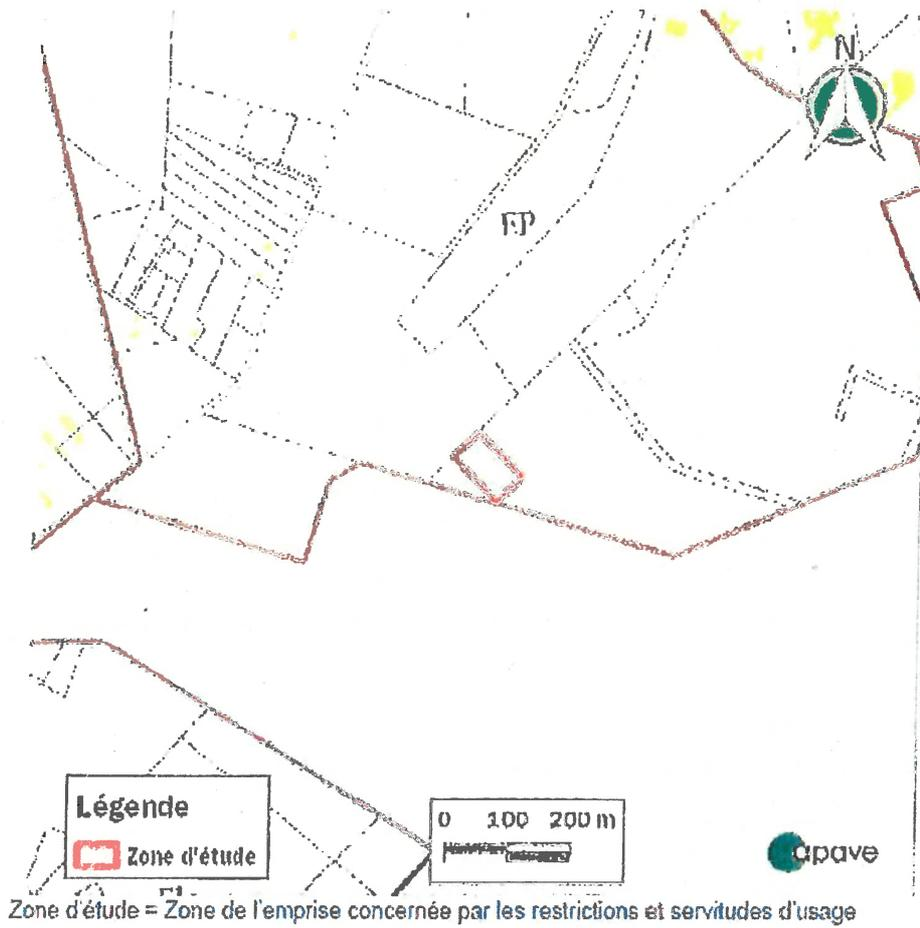 N
EP
Légende
Zone d'étude
0 100 200 m
apave
Zone d'étude = Zone de l'emprise concernée par les restrictions et servitudes d'usage